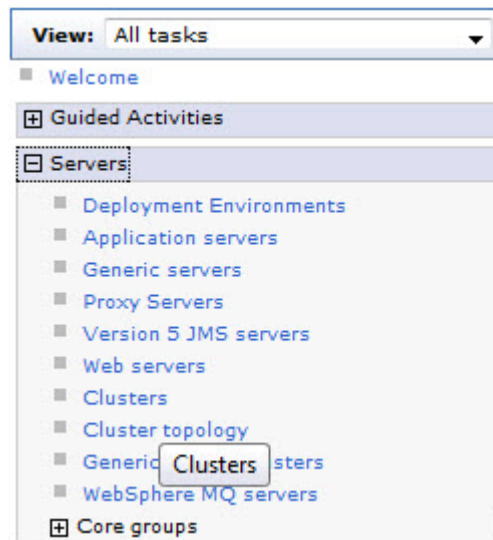 View: All tasks
Welcome
Guided Activities
Servers
Deployment Environments
Application servers
Generic servers
Proxy Servers
Version 5 JMS servers
Web servers
Clusters
Cluster topology
Generic sters
Clusters
WebSphere MQ servers
Core groups